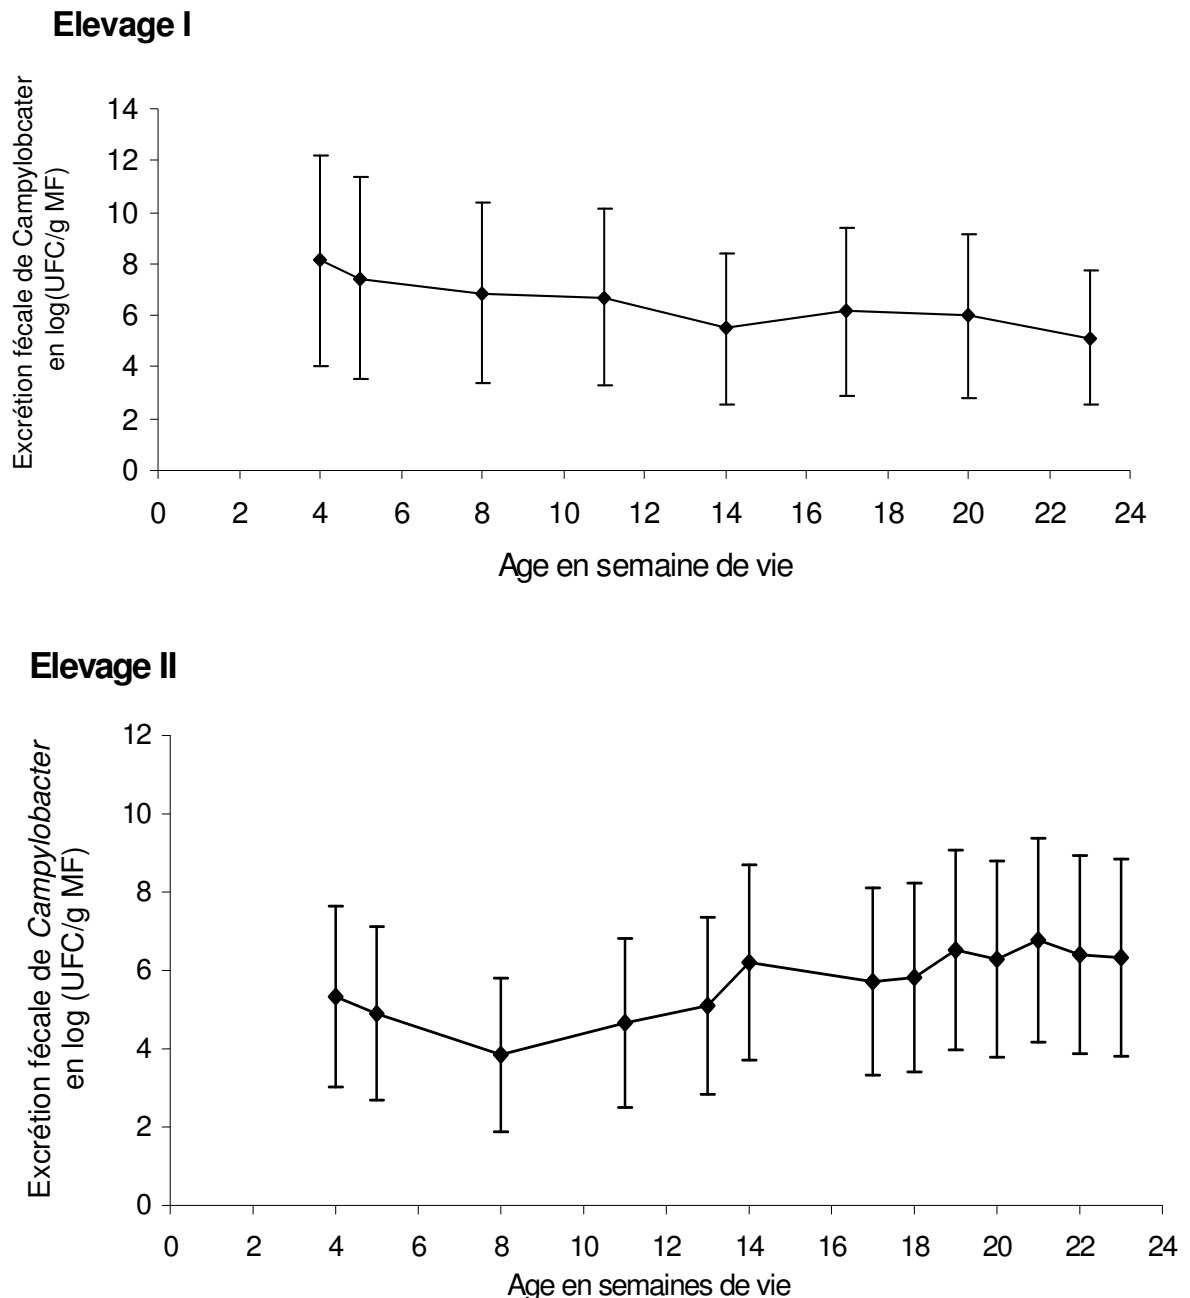 Elevage I
Excrétion fécale de Campylobcater
en log(UFC/g MF)
14
12
10
8
6
4
2
0
0 2 4 6 8 10 12 14 16 18 20 22 24
Age en semaine de vie
Elevage II
Excrétion fécale de Campylobacter
en log (UFC/g MF)
12
10
8
6
4
2
0
0 2 4 6 8 10 12 14 16 18 20 22 24
Age en semaines de vie